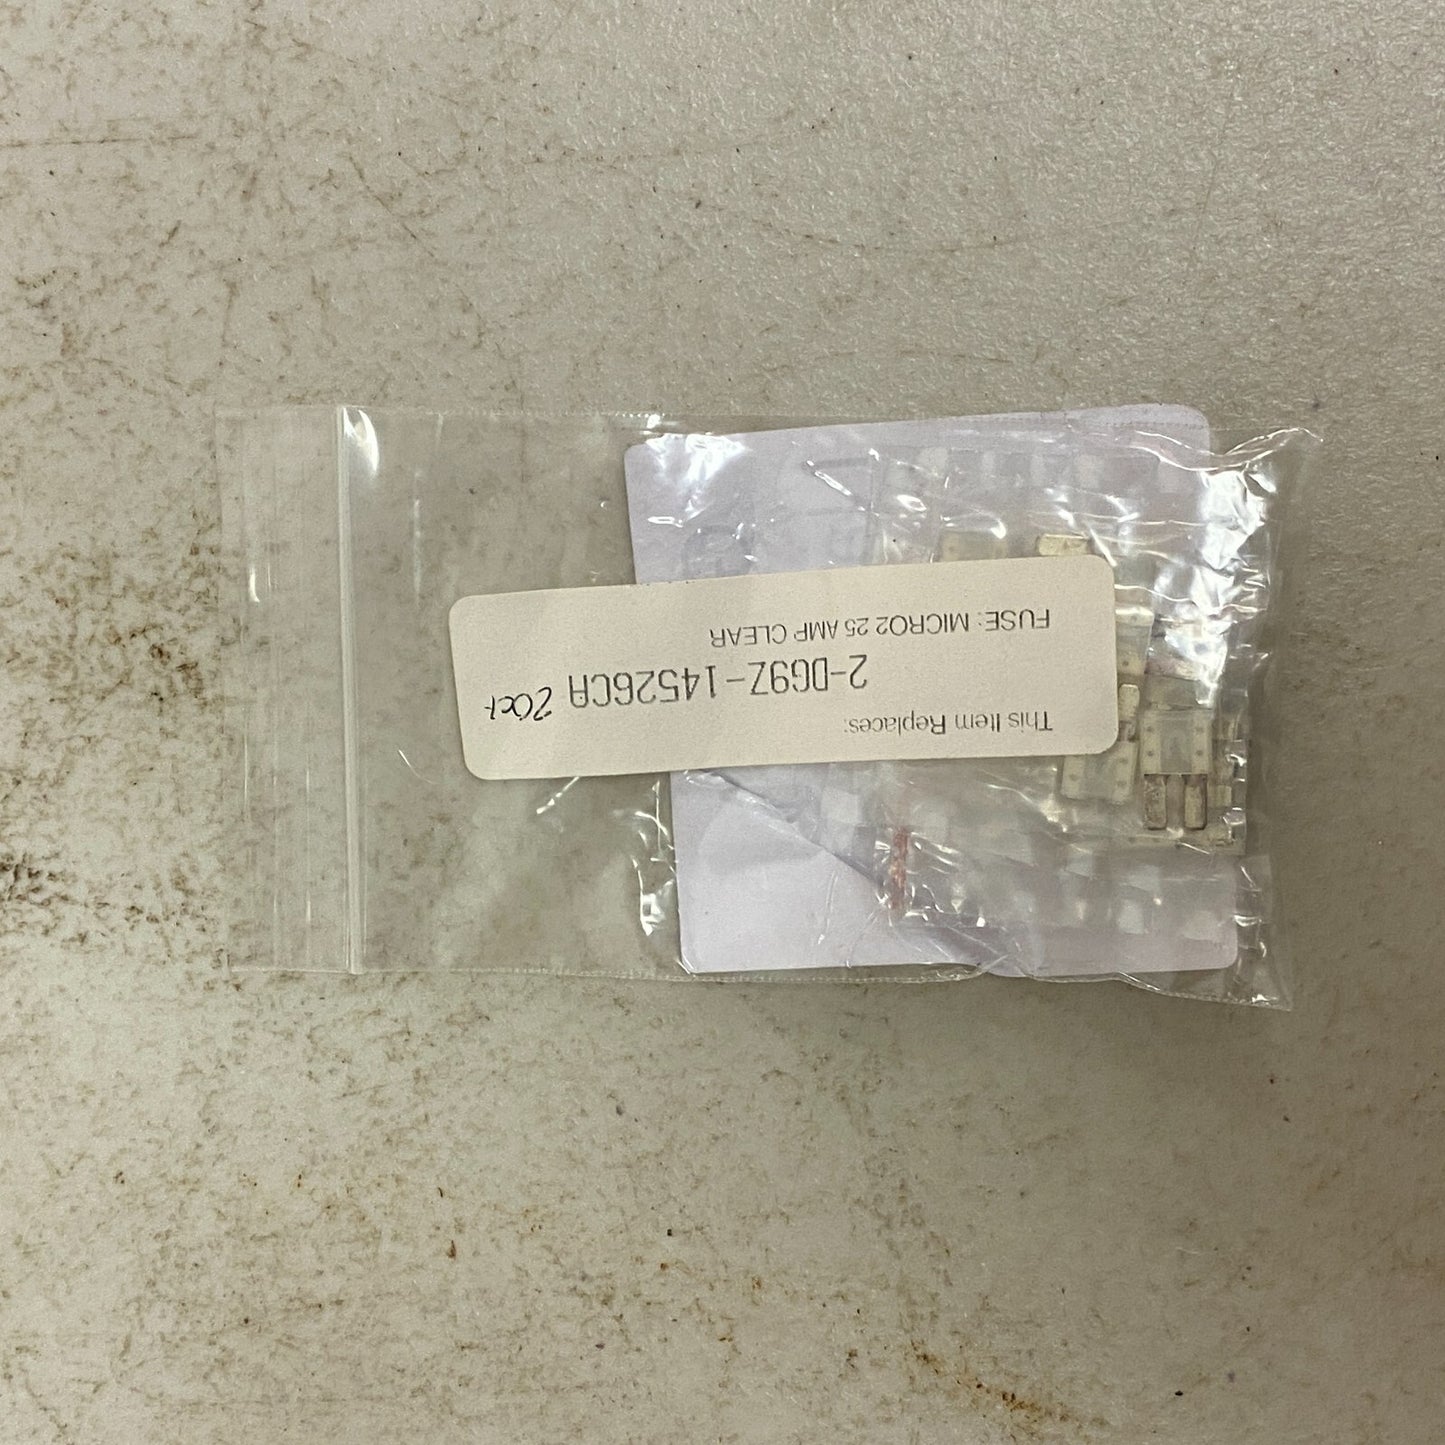 This Item Replaces:
2-DG9Z-14526CA 20ct
FUSE: MICRO2 25 AMP CLEAR